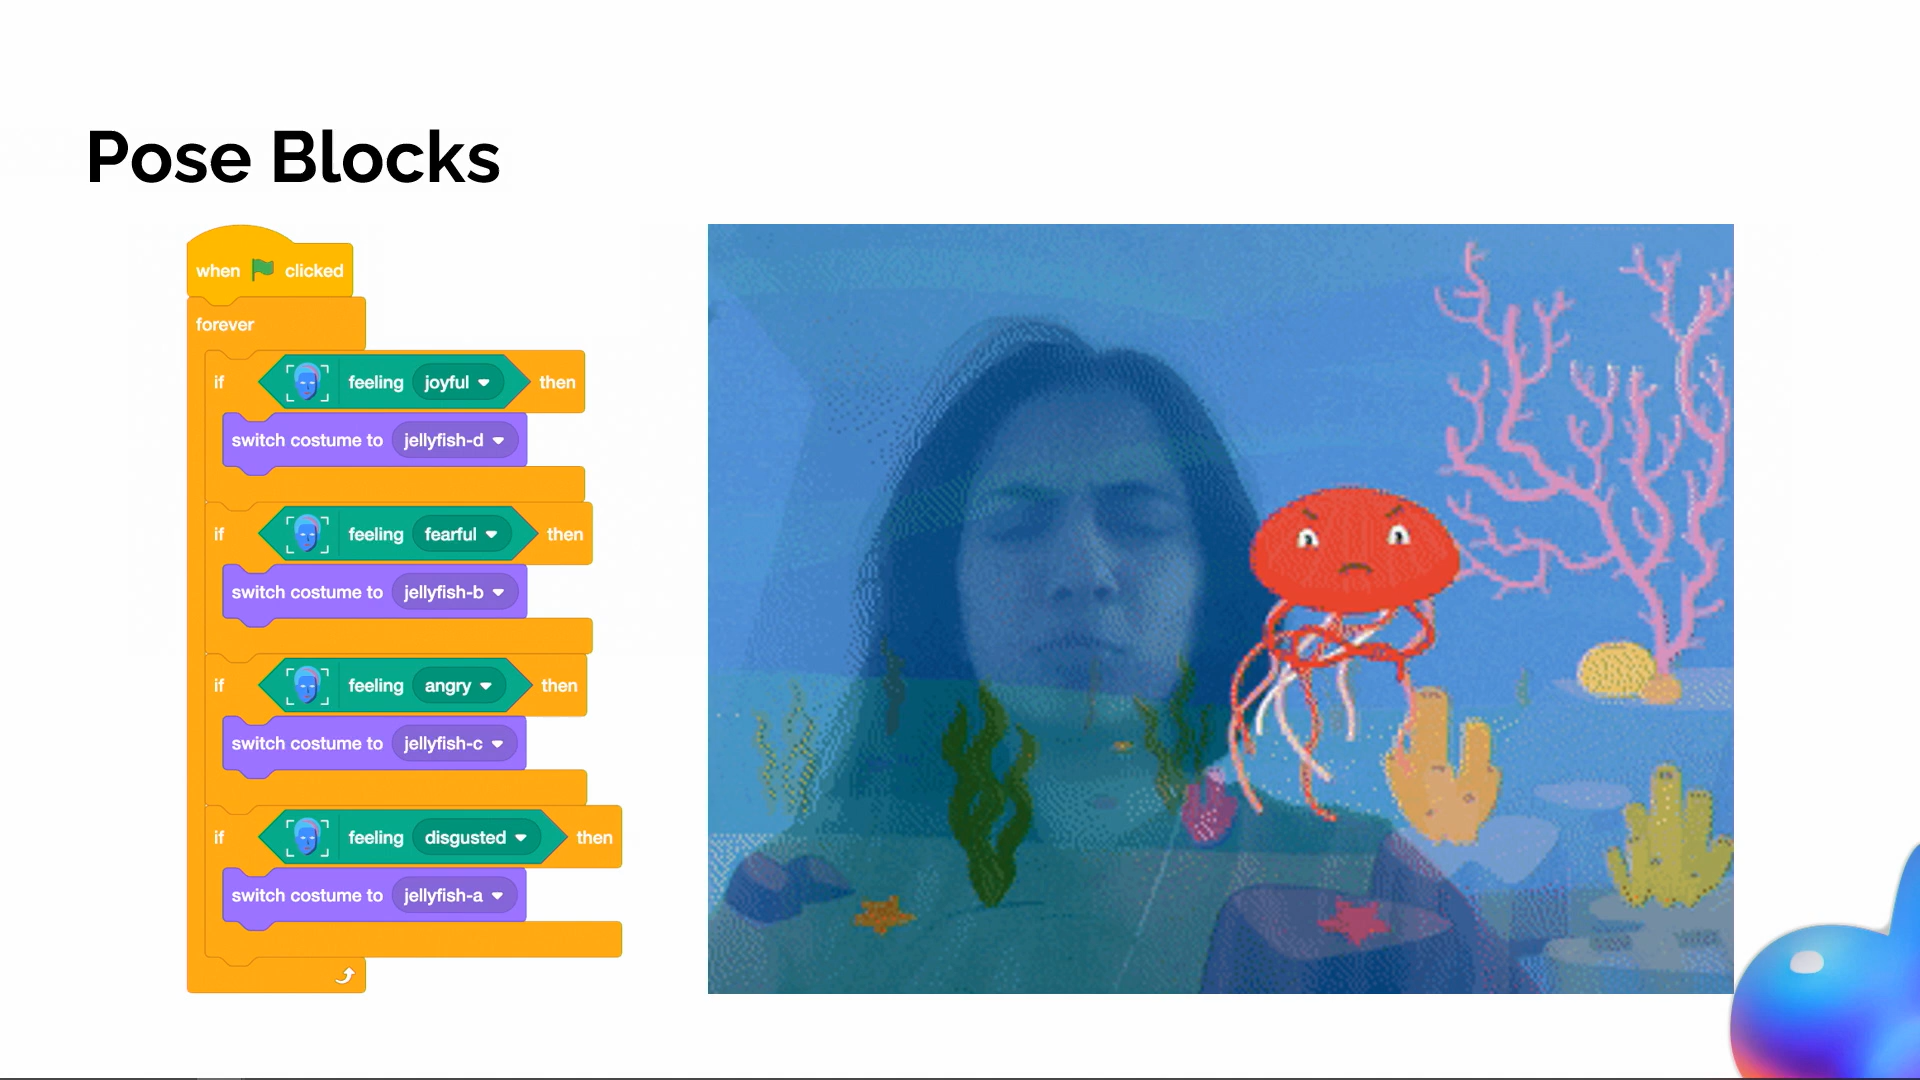 Pose Blocks
when clicked
forever
if feeling joyful then
switch costume to jellyfish-d
if feeling fearful then
switch costume to jellyfish-b
if feeling angry then
switch costume to jellyfish-c
if feeling disgusted then
switch costume to jellyfish-a